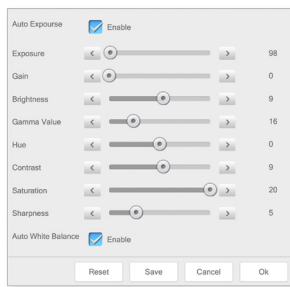 Auto Expourse Enable
Exposure 98
Gain 0
Brightness 9
Gamma Value 16
Hue 0
Contrast 9
Saturation 20
Sharpness 5
Auto White Balance Enable
Reset Save Cancel Ok